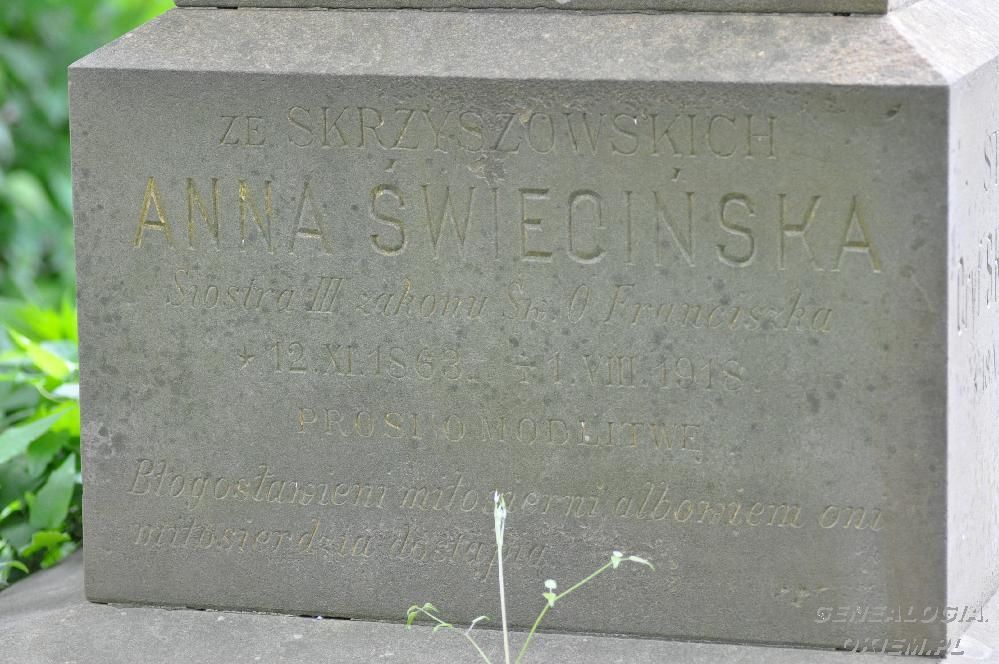 ZE SKRZYSZOWSKICH
ANNA ŚWIECIŃSKA
Siostra III zakonu Św. O. Franciszka
* 12.XI.1863. + 1.VIII.1918.
PROSI O MODLITWĘ
Błogosławieni miłosierni albowiem oni
miłosierdzia dostąpią
GENEALOGIA.
OKIEM.PL